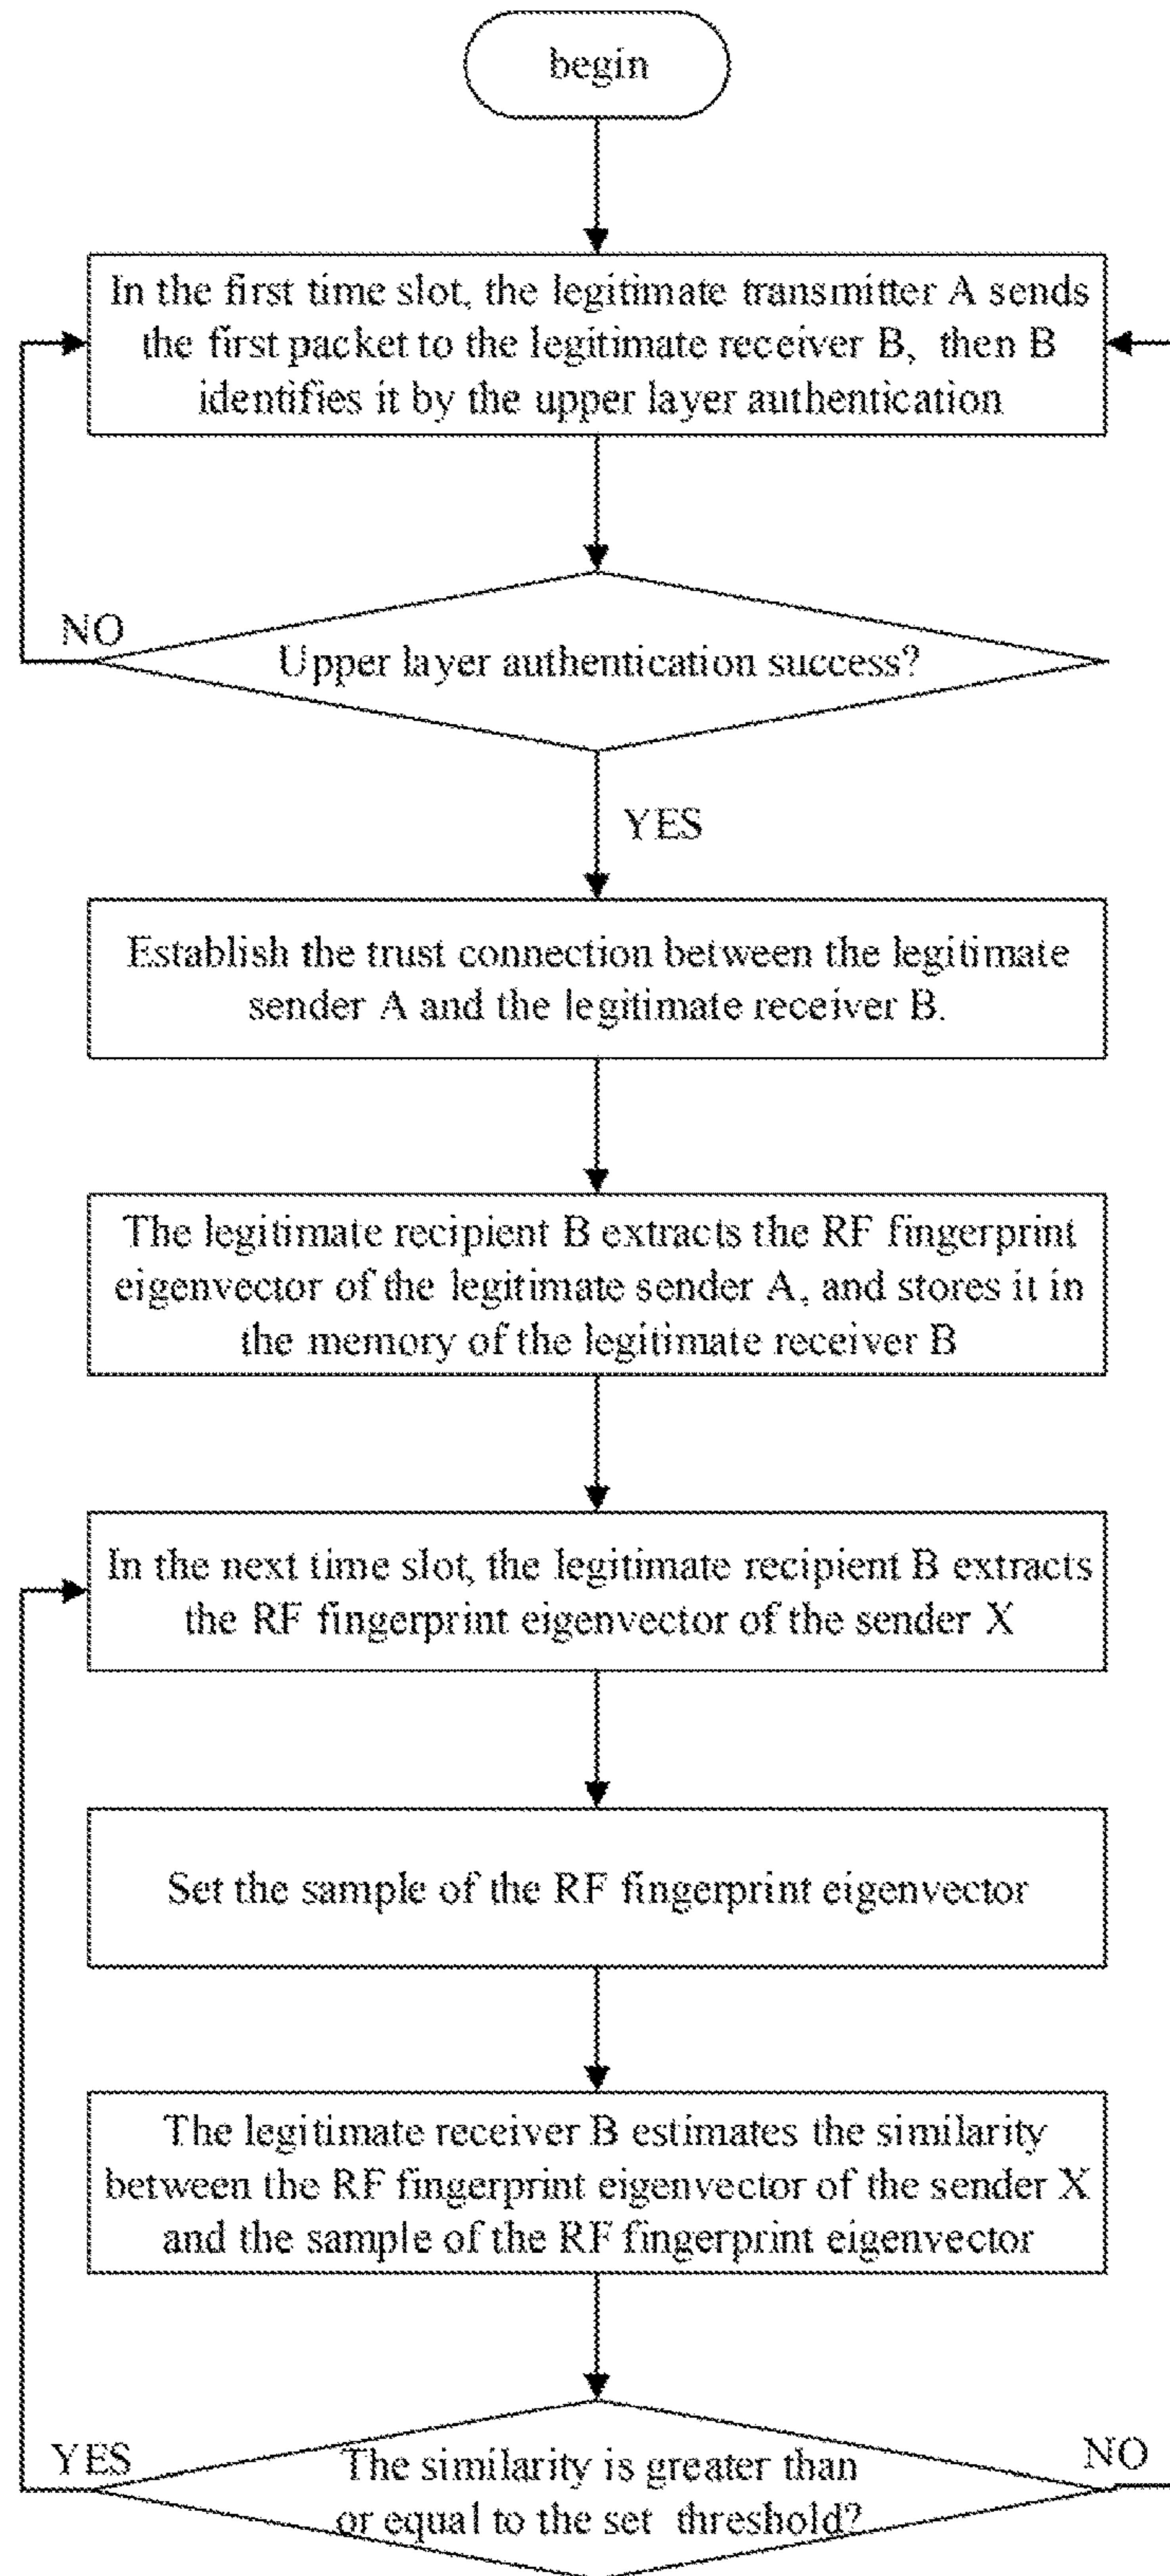 begin
In the first time slot, the legitimate transmitter A sends
the first packet to the legitimate receiver B, then B
identifies it by the upper layer authentication
NO
Upper layer authentication success?
YES
Establish the trust connection between the legitimate
sender A and the legitimate receiver B.
The legitimate recipient B extracts the RF fingerprint
eigenvector of the legitimate sender A, and stores it in
the memory of the legitimate receiver B
In the next time slot, the legitimate recipient B extracts
the RF fingerprint eigenvector of the sender X
Set the sample of the RF fingerprint eigenvector
The legitimate receiver B estimates the similarity
between the RF fingerprint eigenvector of the sender X
and the sample of the RF fingerprint eigenvector
YES
The similarity is greater than
or equal to the set threshold?
NO